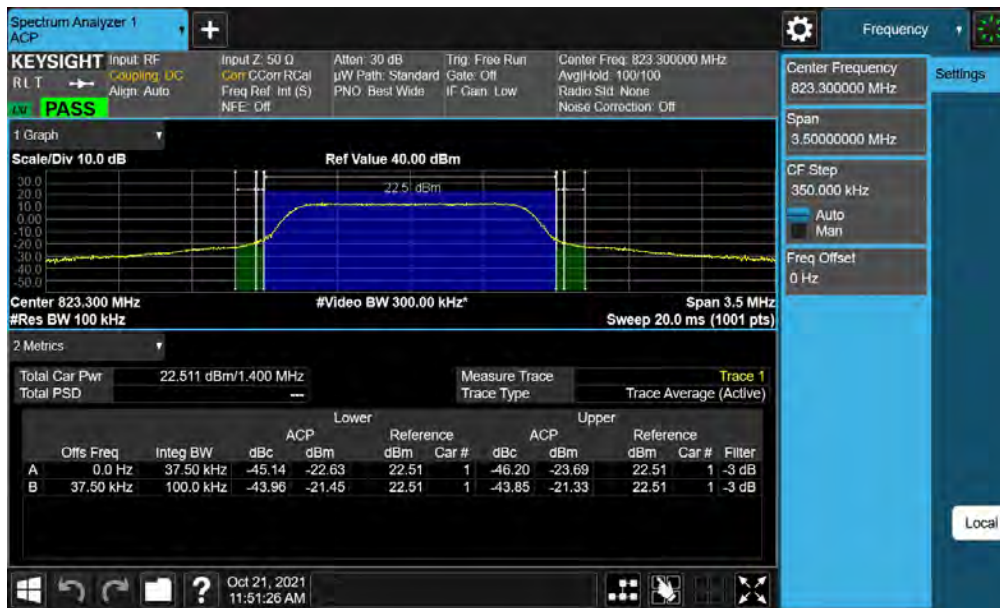 Spectrum Analyzer 1
ACP
Frequency
KEYSIGHT Input: RF Input Z: 50 Ω Atten: 30 dB Trig: Free Run Center Freq: 823.300000 MHz
RLT Coupling: DC Corr CCorr RCal µW Path: Standard Gate: Off Avg|Hold: 100/100
Align: Auto Freq Ref: Int (S) PNO: Best Wide IF Gain: Low Radio Std: None
PASS NFE: Off Noise Correction: Off
Center Frequency
823.300000 MHz
Settings
Span
3.50000000 MHz
CF Step
350.000 kHz
Auto
Man
Freq Offset
0 Hz
Local
1 Graph
Scale/Div 10.0 dB Ref Value 40.00 dBm
22.5 dBm
30.0
20.0
10.0
0.00
-10.0
-20.0
-30.0
-40.0
-50.0
Center 823.300 MHz #Video BW 300.00 kHz* Span 3.5 MHz
#Res BW 100 kHz Sweep 20.0 ms (1001 pts)
2 Metrics
Total Car Pwr 22.511 dBm/1.400 MHz Measure Trace Trace 1
Total PSD --- Trace Type Trace Average (Active)
Lower Upper
ACP Reference ACP Reference
Offs Freq Integ BW dBc dBm dBm Car # dBc dBm dBm Car # Filter
A 0.0 Hz 37.50 kHz -45.14 -22.63 22.51 1 -46.20 -23.69 22.51 1 -3 dB
B 37.50 kHz 100.0 kHz -43.96 -21.45 22.51 1 -43.85 -21.33 22.51 1 -3 dB
Oct 21, 2021
11:51:26 AM